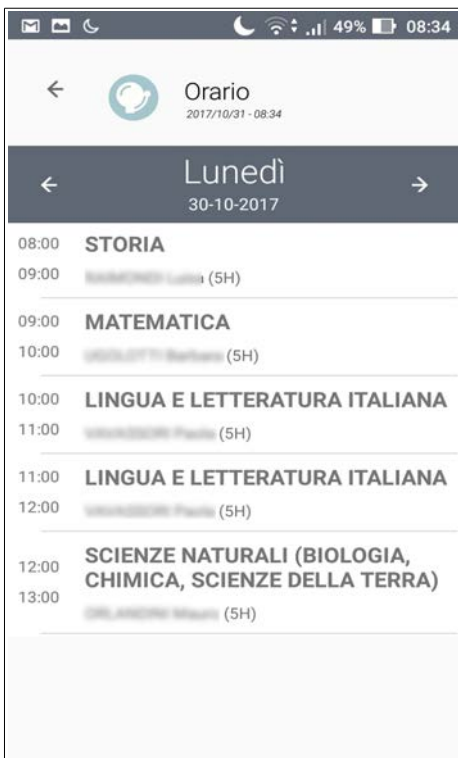 49% 08:34
Orario
2017/10/31 - 08:34
Lunedì
30-10-2017
08:00 STORIA
09:00 (5H)
09:00 MATEMATICA
10:00 (5H)
10:00 LINGUA E LETTERATURA ITALIANA
11:00 (5H)
11:00 LINGUA E LETTERATURA ITALIANA
12:00 (5H)
12:00 SCIENZE NATURALI (BIOLOGIA,
CHIMICA, SCIENZE DELLA TERRA)
13:00 (5H)